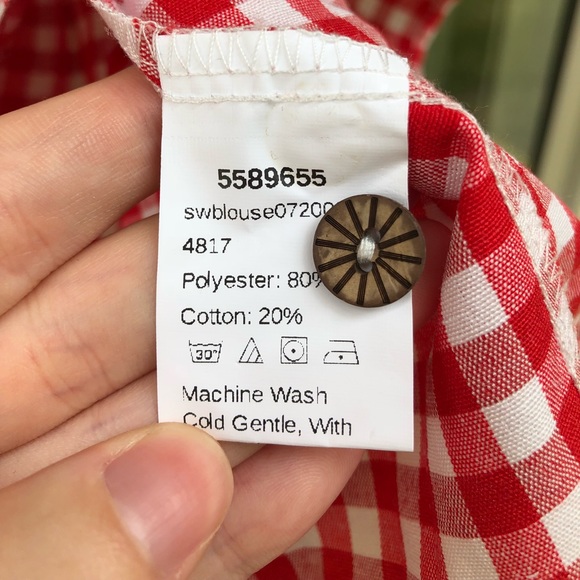 5589655
swblouse07200
4817
Polyester: 80%
Cotton: 20%
30°
Machine Wash
Cold Gentle, With